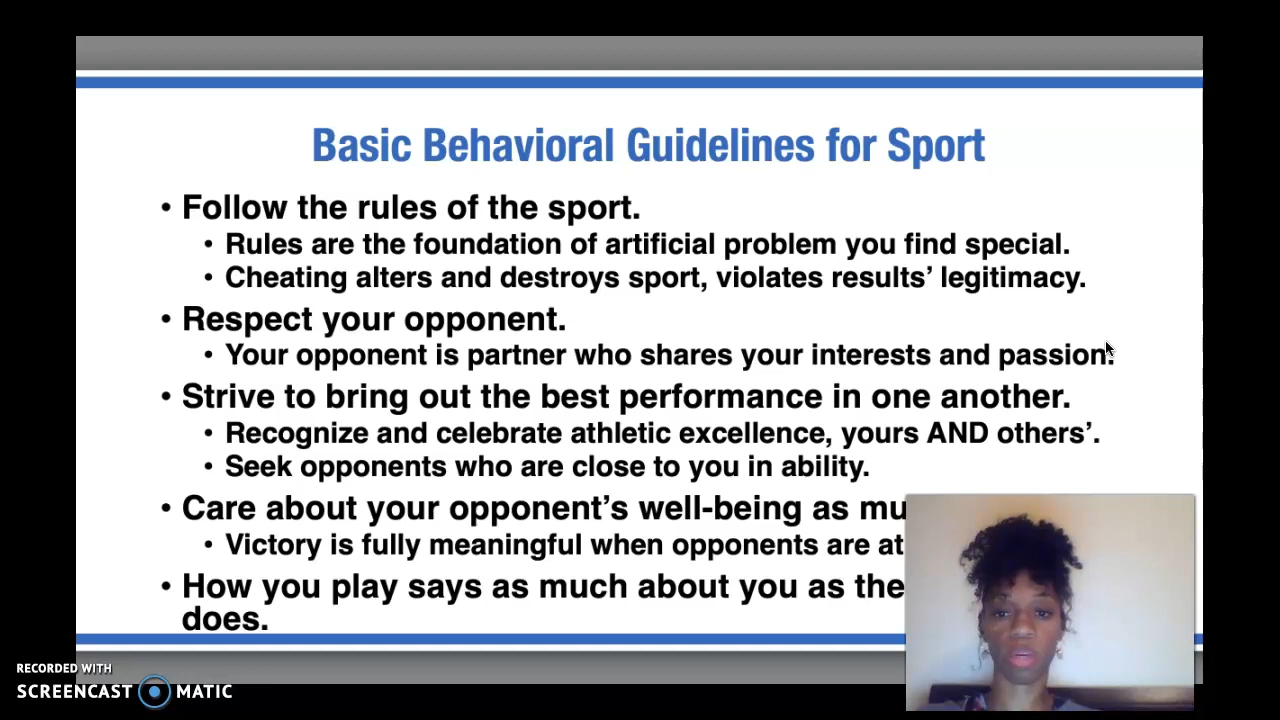 Basic Behavioral Guidelines for Sport
• Follow the rules of the sport.
• Rules are the foundation of artificial problem you find special.
• Cheating alters and destroys sport, violates results’ legitimacy.
• Respect your opponent.
• Your opponent is partner who shares your interests and passion.
• Strive to bring out the best performance in one another.
• Recognize and celebrate athletic excellence, yours AND others’.
• Seek opponents who are close to you in ability.
• Care about your opponent’s well-being as
• Victory is fully meaningful when opponents are at
• How you play says as much about you as the
does.
RECORDED WITH
SCREENCAST MATIC